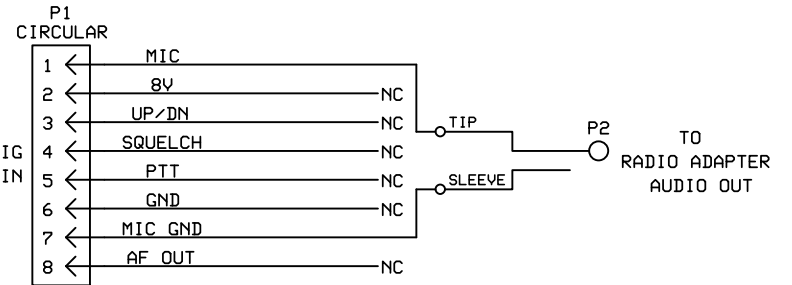 P1
CIRCULAR
1 MIC
2 8V NC
3 UP/DN NC
4 SQUELCH NC
5 PTT NC
6 GND NC
7 MIC GND
8 AF OUT NC
IG
IN
TIP
SLEEVE
P2
TO
RADIO ADAPTER
AUDIO OUT